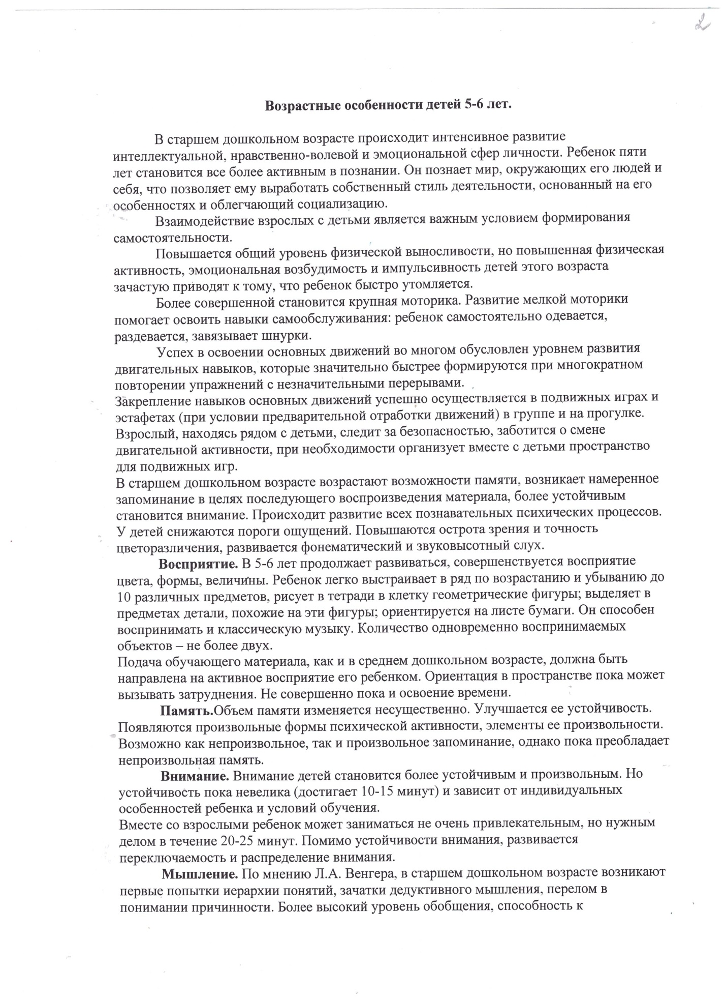 2
Возрастные особенности детей 5-6 лет.
В старшем дошкольном возрасте происходит интенсивное развитие
интеллектуальной, нравственно-волевой и эмоциональной сфер личности. Ребенок пяти
лет становится все более активным в познании. Он познает мир, окружающих его людей и
себя, что позволяет ему выработать собственный стиль деятельности, основанный на его
особенностях и облегчающий социализацию.
Взаимодействие взрослых с детьми является важным условием формирования
самостоятельности.
Повышается общий уровень физической выносливости, но повышенная физическая
активность, эмоциональная возбудимость и импульсивность детей этого возраста
зачастую приводят к тому, что ребенок быстро утомляется.
Более совершенной становится крупная моторика. Развитие мелкой моторики
помогает освоить навыки самообслуживания: ребенок самостоятельно одевается,
раздевается, завязывает шнурки.
Успех в освоении основных движений во многом обусловлен уровнем развития
двигательных навыков, которые значительно быстрее формируются при многократном
повторении упражнений с незначительными перерывами.
Закрепление навыков основных движений успешно осуществляется в подвижных играх и
эстафетах (при условии предварительной отработки движений) в группе и на прогулке.
Взрослый, находясь рядом с детьми, следит за безопасностью, заботится о смене
двигательной активности, при необходимости организует вместе с детьми пространство
для подвижных игр.
В старшем дошкольном возрасте возрастают возможности памяти, возникает намеренное
запоминание в целях последующего воспроизведения материала, более устойчивым
становится внимание. Происходит развитие всех познавательных психических процессов.
У детей снижаются пороги ощущений. Повышаются острота зрения и точность
цветоразличения, развивается фонематический и звуковысотный слух.
Восприятие. В 5-6 лет продолжает развиваться, совершенствуется восприятие
цвета, формы, величины. Ребенок легко выстраивает в ряд по возрастанию и убыванию до
10 различных предметов, рисует в тетради в клетку геометрические фигуры; выделяет в
предметах детали, похожие на эти фигуры; ориентируется на листе бумаги. Он способен
воспринимать и классическую музыку. Количество одновременно воспринимаемых
объектов – не более двух.
Подача обучающего материала, как и в среднем дошкольном возрасте, должна быть
направлена на активное восприятие его ребенком. Ориентация в пространстве пока может
вызывать затруднения. Не совершенно пока и освоение времени.
Память.Объем памяти изменяется несущественно. Улучшается ее устойчивость.
Появляются произвольные формы психической активности, элементы ее произвольности.
Возможно как непроизвольное, так и произвольное запоминание, однако пока преобладает
непроизвольная память.
Внимание. Внимание детей становится более устойчивым и произвольным. Но
устойчивость пока невелика (достигает 10-15 минут) и зависит от индивидуальных
особенностей ребенка и условий обучения.
Вместе со взрослыми ребенок может заниматься не очень привлекательным, но нужным
делом в течение 20-25 минут. Помимо устойчивости внимания, развивается
переключаемость и распределение внимания.
Мышление. По мнению Л.А. Венгера, в старшем дошкольном возрасте возникают
первые попытки иерархии понятий, зачатки дедуктивного мышления, перелом в
понимании причинности. Более высокий уровень обобщения, способность к